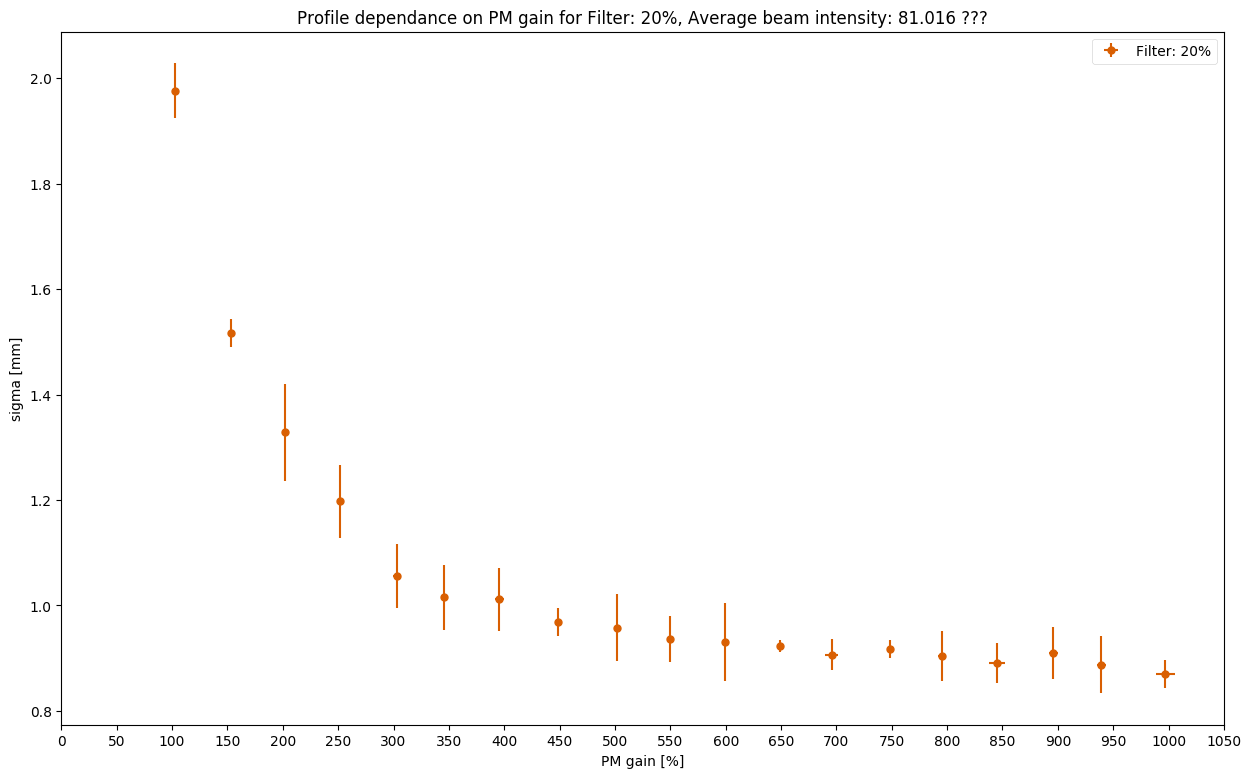 Profile dependance on PM gain for Filter: 20%, Average beam intensity: 81.016 ???
Filter: 20%
2.0
1.8
1.6
1.4
1.2
1.0
0.8
sigma [mm]
0 50 100 150 200 250 300 350 400 450 500 550 600 650 700 750 800 850 900 950 1000 1050
PM gain [%]